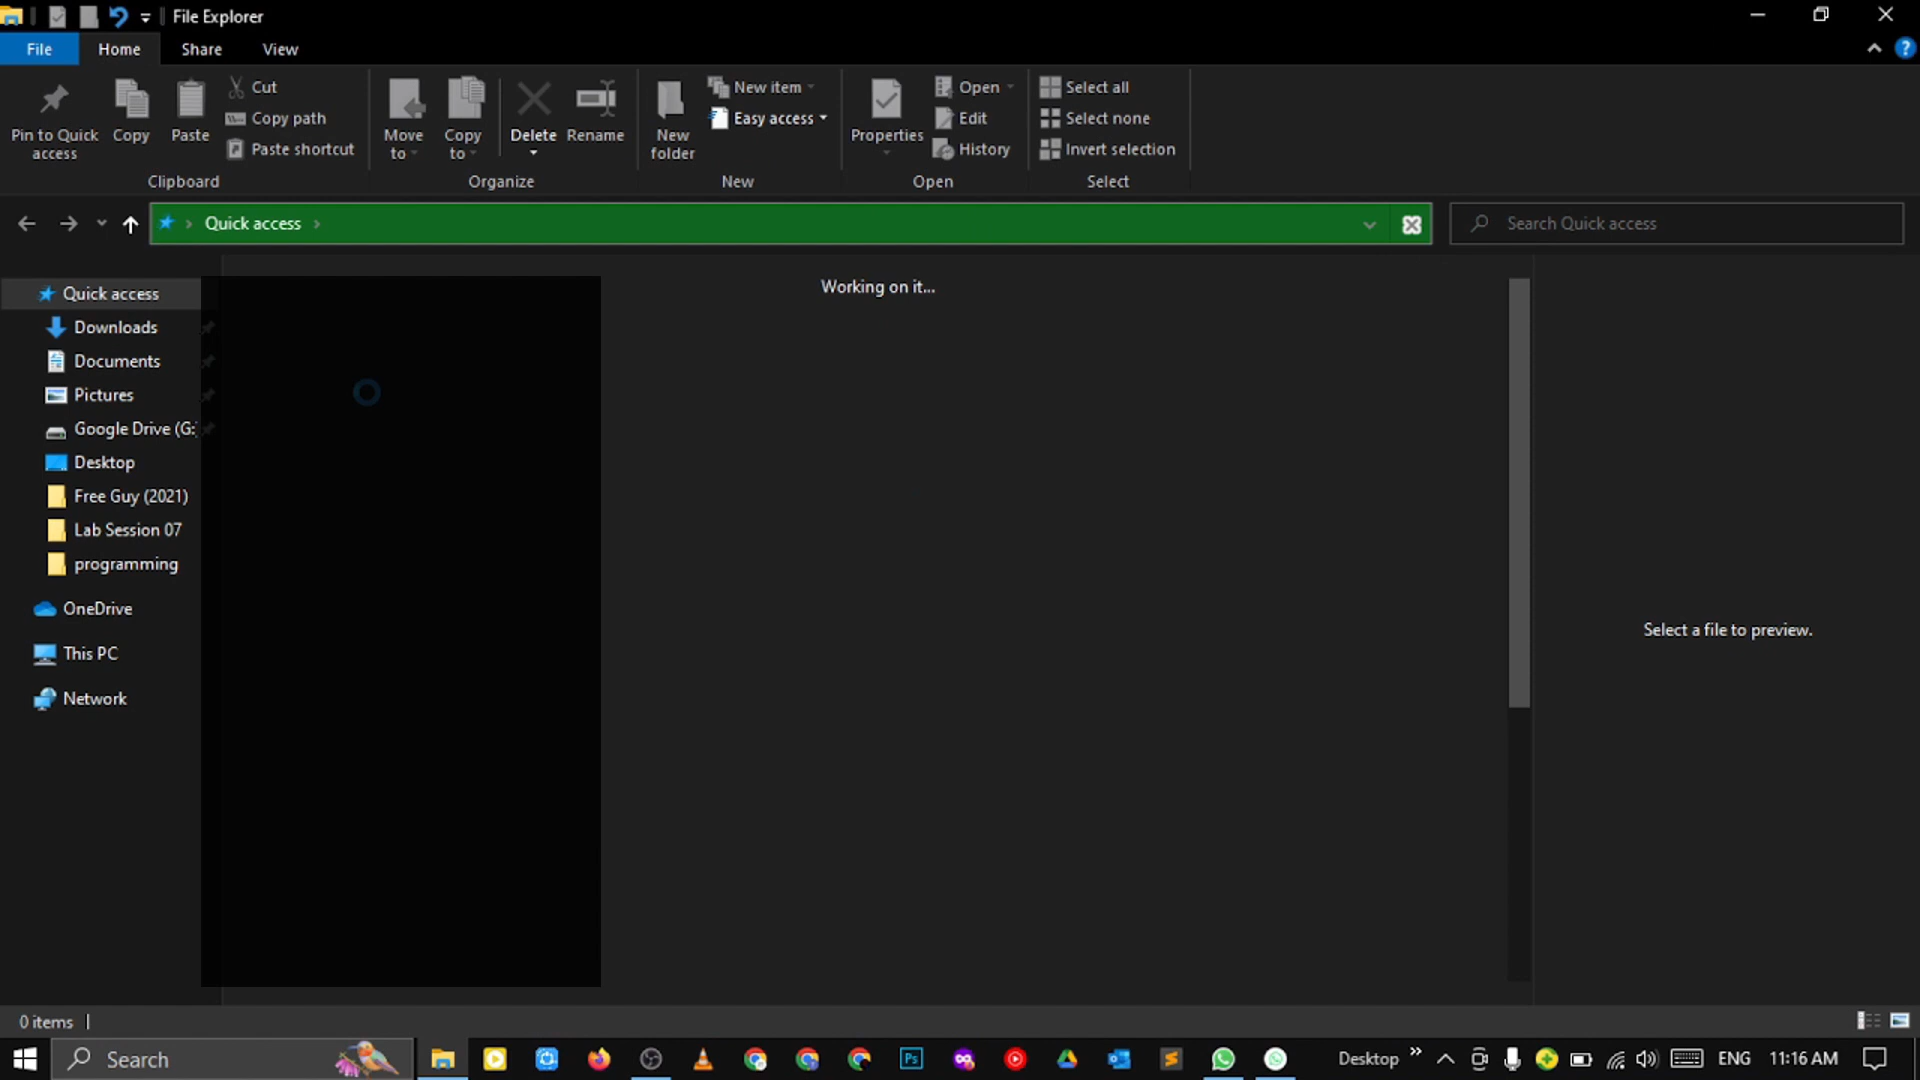 File Explorer
File
Home
Share
View
Pin to Quick access
Copy
Paste
Cut
Copy path
Paste shortcut
Clipboard
Move to
Copy to
Delete
Rename
Organize
New folder
New item
Easy access
New
Properties
Open
Edit
History
Open
Select all
Select none
Invert selection
Select
Quick access
Search Quick access
Quick access
Downloads
Documents
Pictures
Google Drive (G:
Desktop
Free Guy (2021)
Lab Session 07
programming
OneDrive
This PC
Network
Working on it...
Select a file to preview.
0 items
Search
Ps
Desktop
ENG
11:16 AM